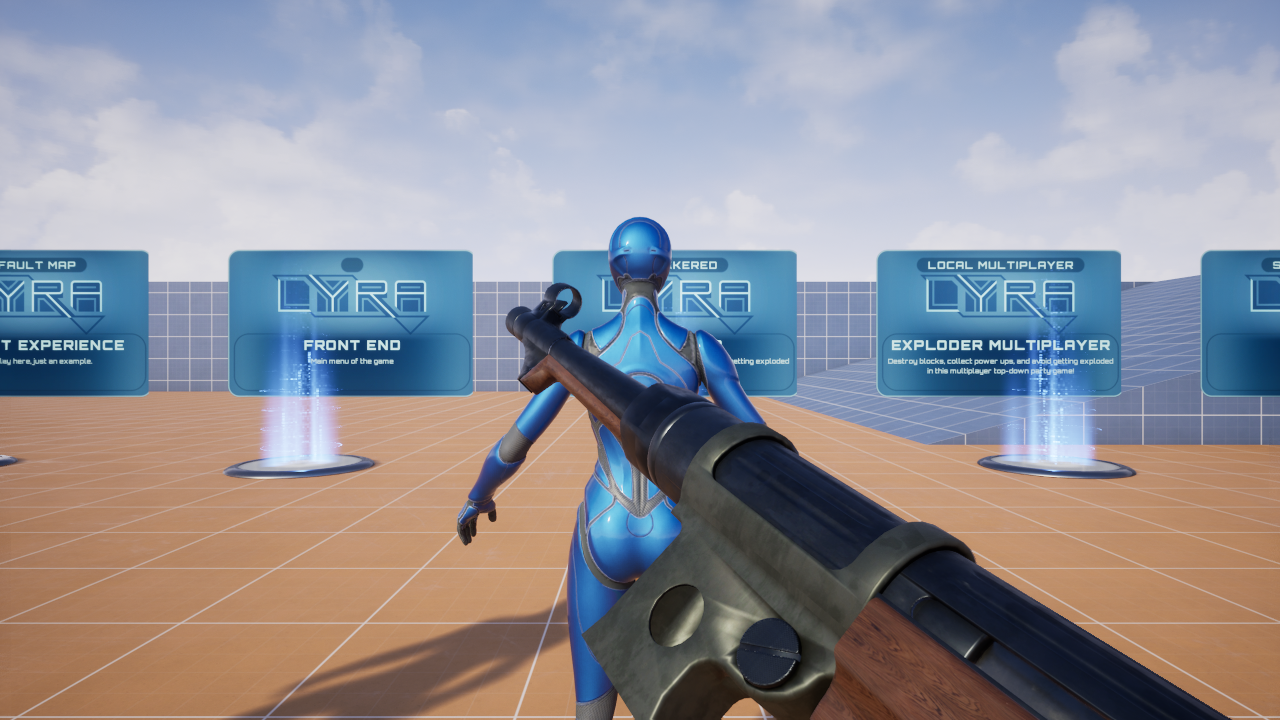 FAULT MAP
YRA
T EXPERIENCE
lay here, just an example.
LYRA
FRONT END
Main menu of the game
KERED
LYRA
etting exploded
LOCAL MULTIPLAYER
LYRA
EXPLODER MULTIPLAYER
Destroy blocks, collect power ups, and avoid getting exploded
in this multiplayer top-down party game!